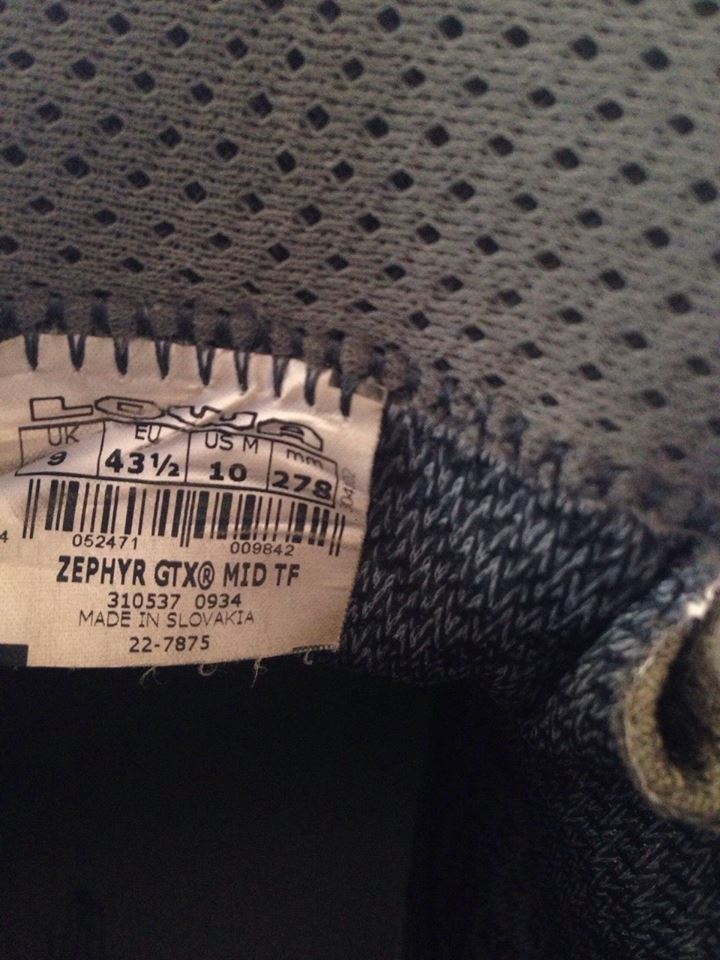 LOWA
UK EU US M mm
9 43½ 10 278
4 052471 009842
ZEPHYR GTX® MID TF
310537 0934
MADE IN SLOVAKIA
22-7875